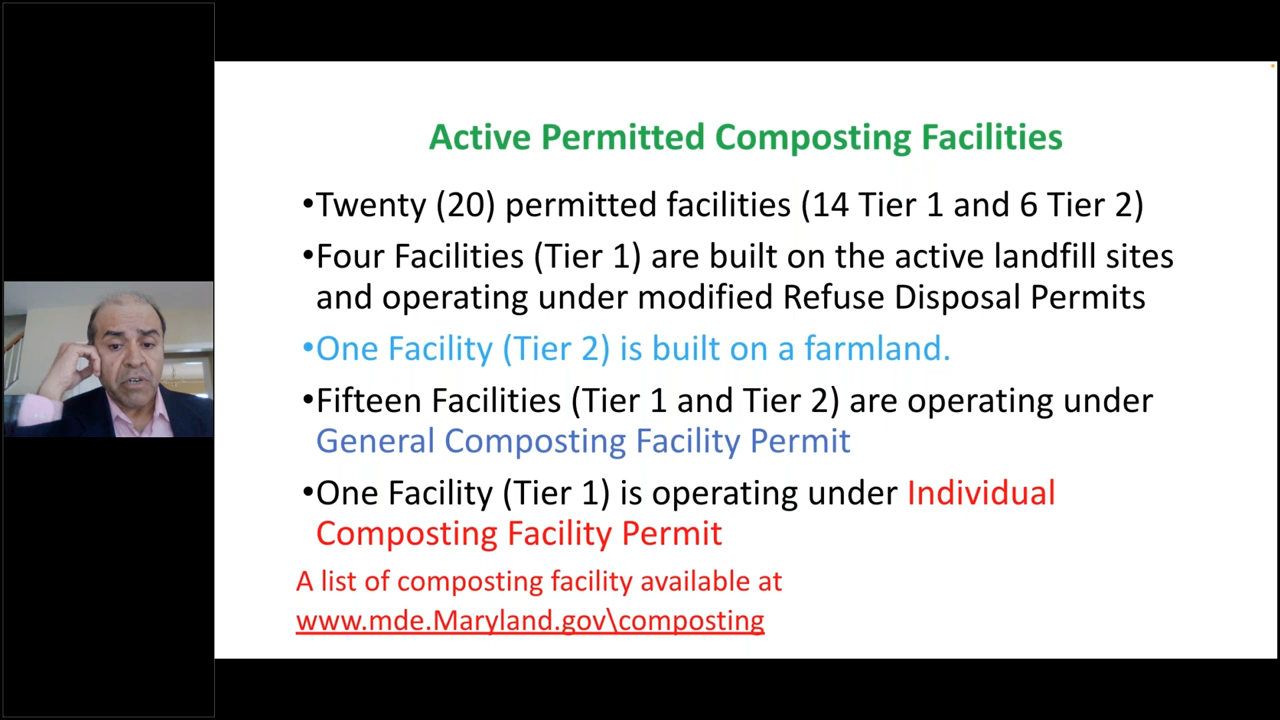 Active Permitted Composting Facilities
•Twenty (20) permitted facilities (14 Tier 1 and 6 Tier 2)
•Four Facilities (Tier 1) are built on the active landfill sites
and operating under modified Refuse Disposal Permits
•One Facility (Tier 2) is built on a farmland.
•Fifteen Facilities (Tier 1 and Tier 2) are operating under
General Composting Facility Permit
•One Facility (Tier 1) is operating under Individual
Composting Facility Permit
A list of composting facility available at
www.mde.Maryland.gov\composting